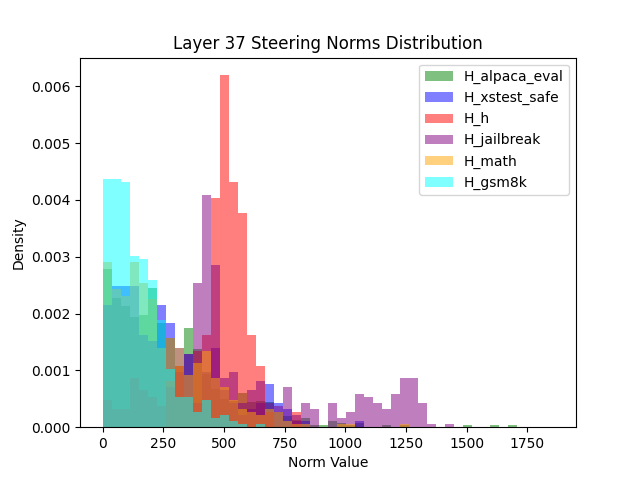 Layer 37 Steering Norms Distribution
H_alpaca_eval
H_xstest_safe
H_h
H_jailbreak
H_math
H_gsm8k
0.006
0.005
0.004
0.003
0.002
0.001
0.000
Density
0 250 500 750 1000 1250 1500 1750
Norm Value